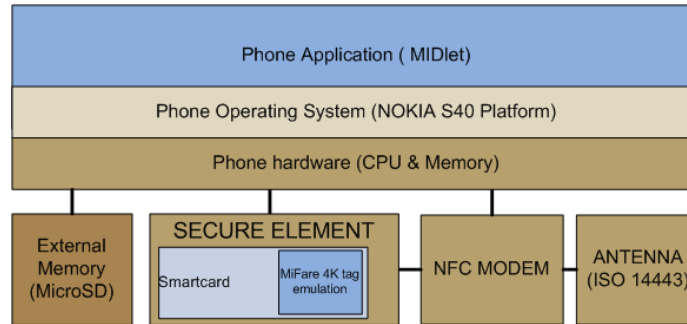 Phone Application ( MIDlet)
Phone Operating System (NOKIA S40 Platform)
Phone hardware (CPU & Memory)
External
Memory
(MicroSD)
SECURE ELEMENT
Smartcard
MiFare 4K tag
emulation
NFC MODEM
ANTENNA
(ISO 14443)